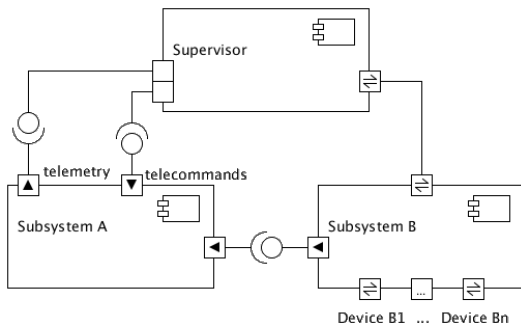 Supervisor
telemetry
telecommands
Subsystem A
Subsystem B
...
Device B1 ... Device Bn